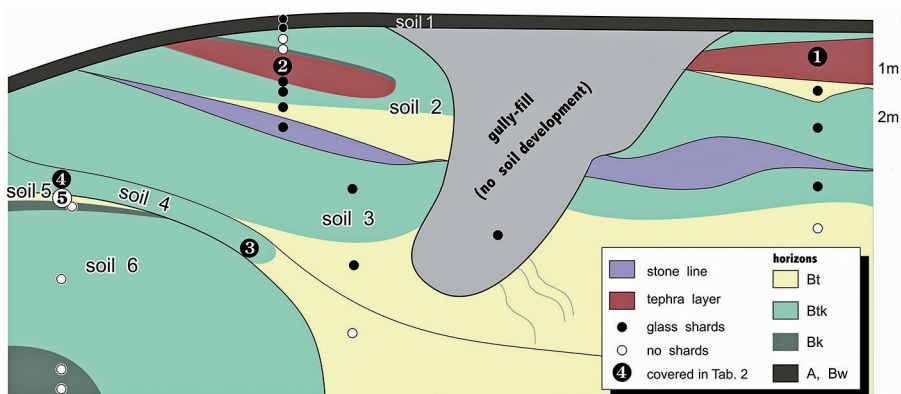 soil 1
1
1m
2
soil 2
2m
gully-fill
(no soil development)
4
soil 5
5
soil 4
soil 3
3
soil 6
stone line
tephra layer
glass shards
no shards
4 covered in Tab. 2
horizons
Bt
Btk
Bk
A, Bw